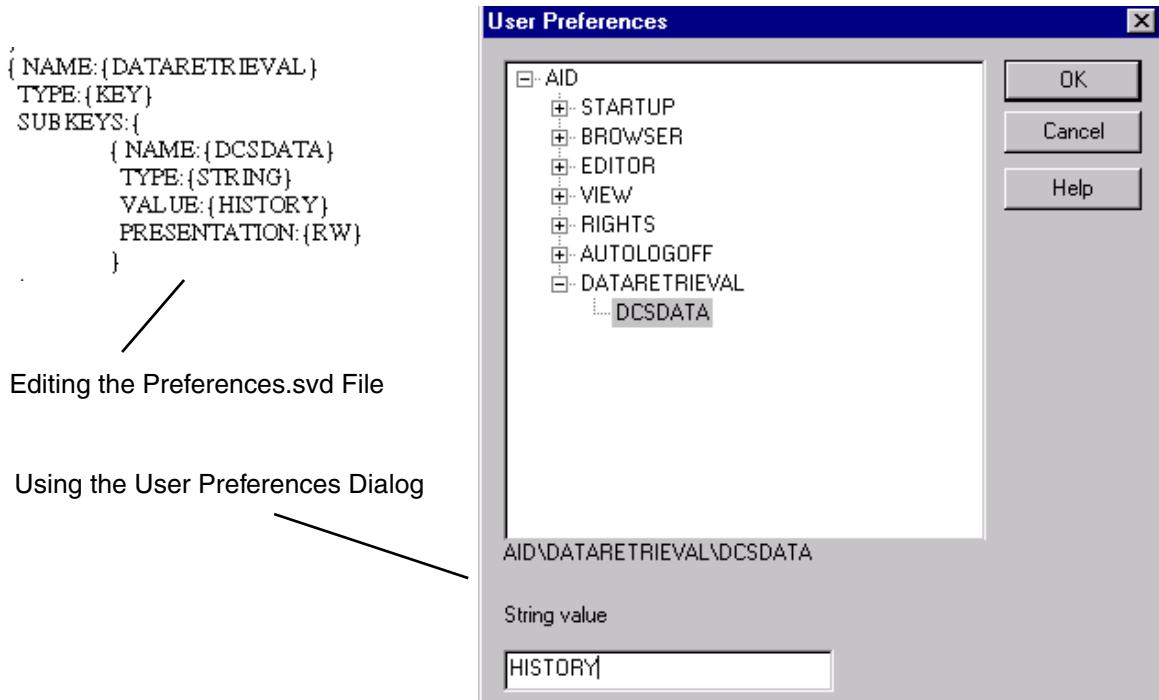 { NAME:{DATARETRIEVAL}
TYPE:{KEY}
SUBKEYS:{
{ NAME:{DCSDATA}
TYPE:{STRING}
VALUE:{HISTORY}
PRESENTATION:{RW}
}
Editing the Preferences.svd File
Using the User Preferences Dialog
User Preferences
AID
STARTUP
BROWSER
EDITOR
VIEW
RIGHTS
AUTOLOGOFF
DATARETRIEVAL
DCSDATA
OK
Cancel
Help
AID\DATARETRIEVAL\DCSDATA
String value
HISTORY